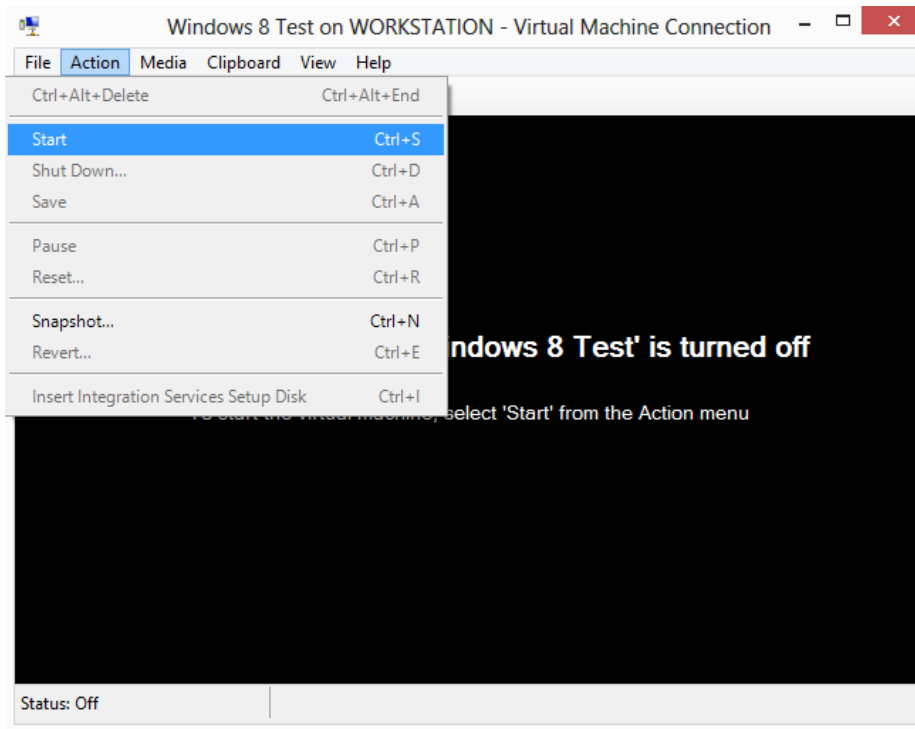 Windows 8 Test on WORKSTATION - Virtual Machine Connection
File Action Media Clipboard View Help
Ctrl+Alt+Delete Ctrl+Alt+End
Start Ctrl+S
Shut Down... Ctrl+D
Save Ctrl+A
Pause Ctrl+P
Reset... Ctrl+R
Snapshot... Ctrl+N
Revert... Ctrl+E
Insert Integration Services Setup Disk Ctrl+I
ndows 8 Test' is turned off
select 'Start' from the Action menu
Status: Off